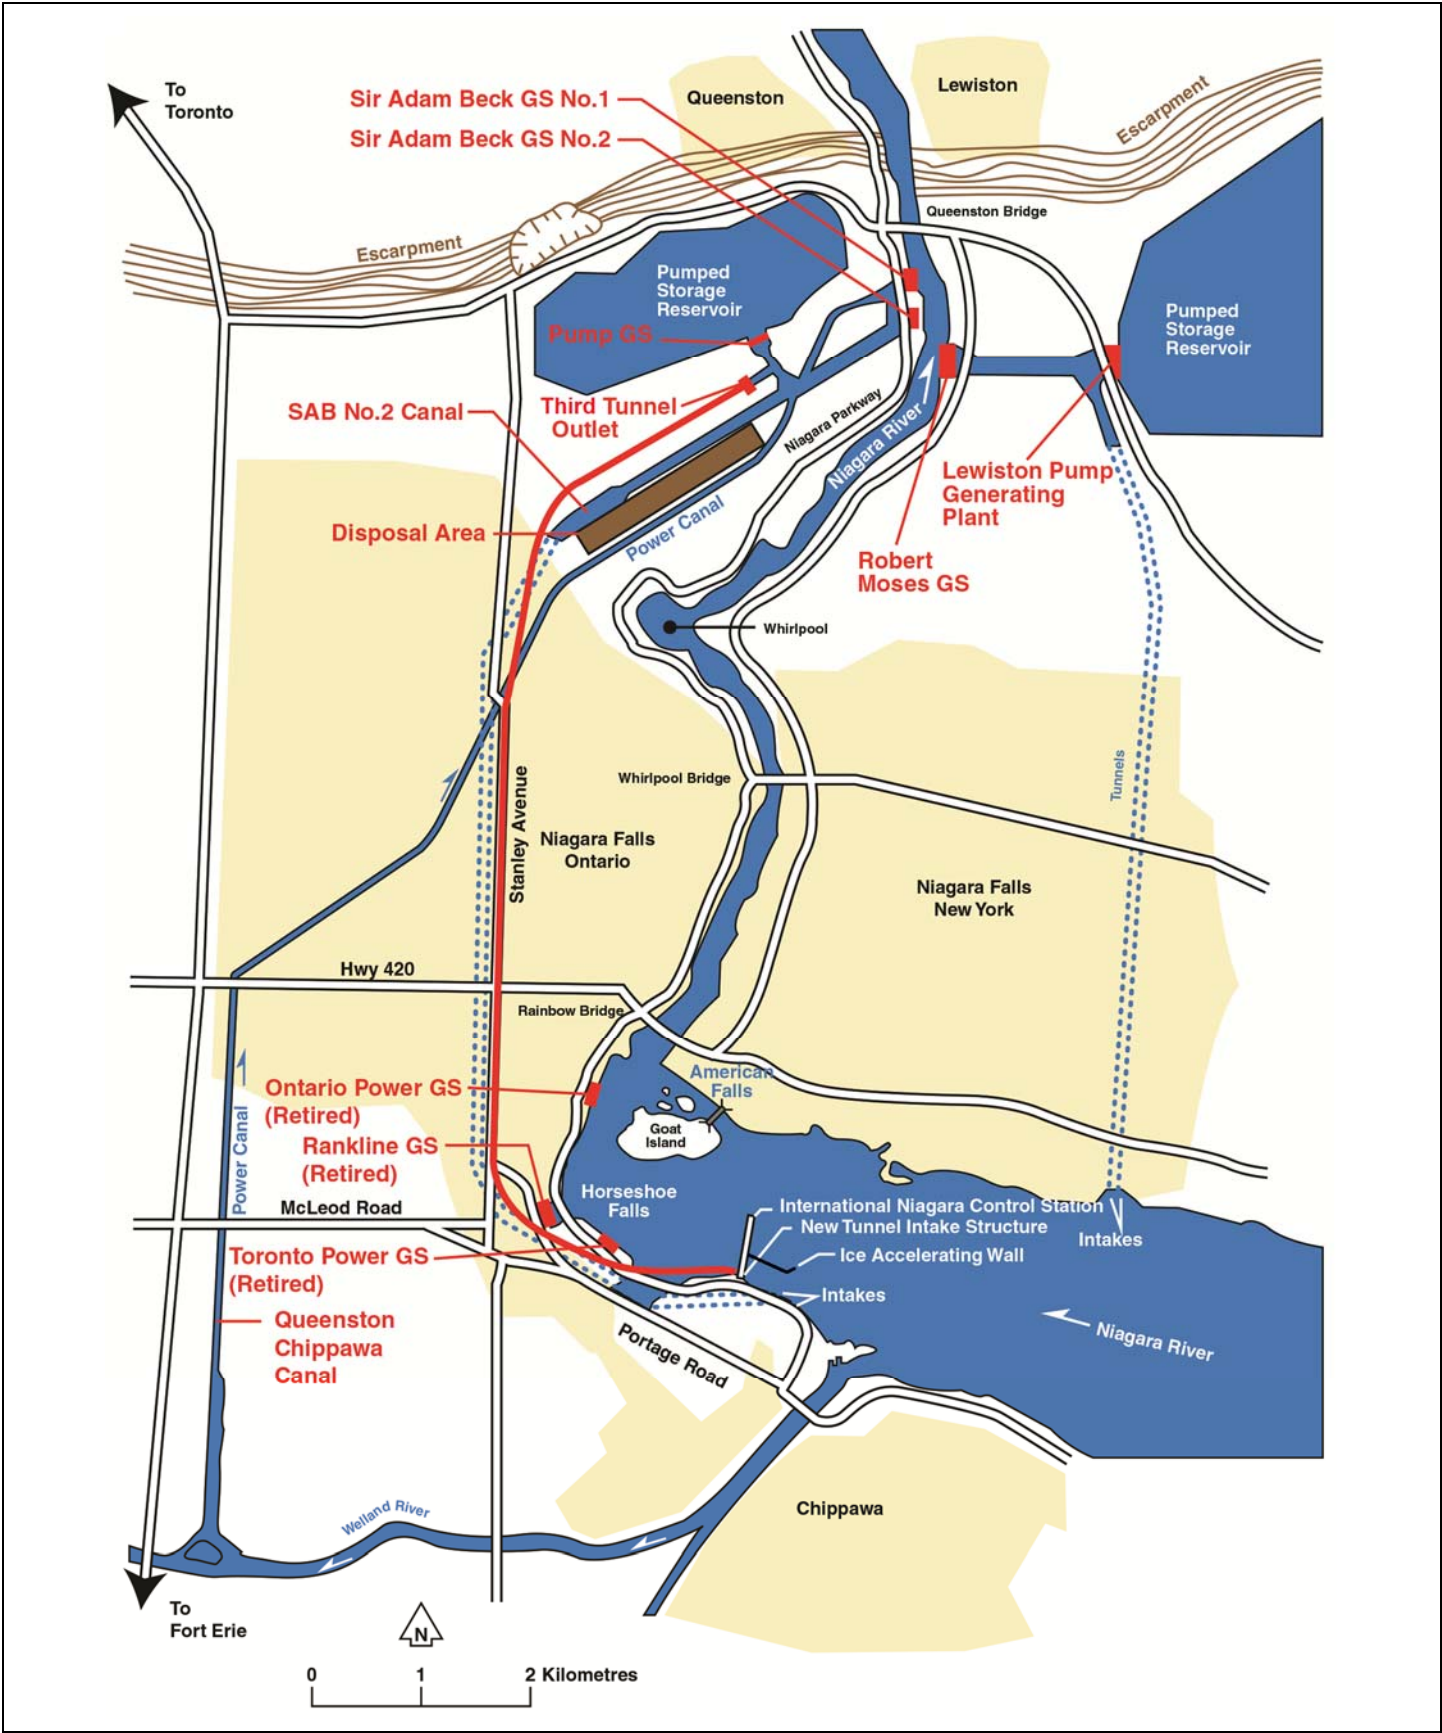 To
Toronto
Sir Adam Beck GS No.1
Sir Adam Beck GS No.2
Queenston
Lewiston
Escarpment
Escarpment
Queenston Bridge
Pumped
Storage
Reservoir
Pumped
Storage
Reservoir
Pump GS
Third Tunnel
Outlet
SAB No.2 Canal
Niagara Parkway
Niagara River
Lewiston Pump
Generating
Plant
Disposal Area
Power Canal
Robert
Moses GS
Whirlpool
Tunnels
Whirlpool Bridge
Stanley Avenue
Niagara Falls
Ontario
Niagara Falls
New York
Hwy 420
Rainbow Bridge
American
Falls
Ontario Power GS
(Retired)
Goat
Island
Rankline GS
(Retired)
Power Canal
McLeod Road
Horseshoe
Falls
International Niagara Control Station
New Tunnel Intake Structure
Ice Accelerating Wall
Intakes
Toronto Power GS
(Retired)
Intakes
Queenston
Chippawa
Canal
Portage Road
Niagara River
Chippawa
Welland River
To
Fort Erie
N
0 1 2 Kilometres